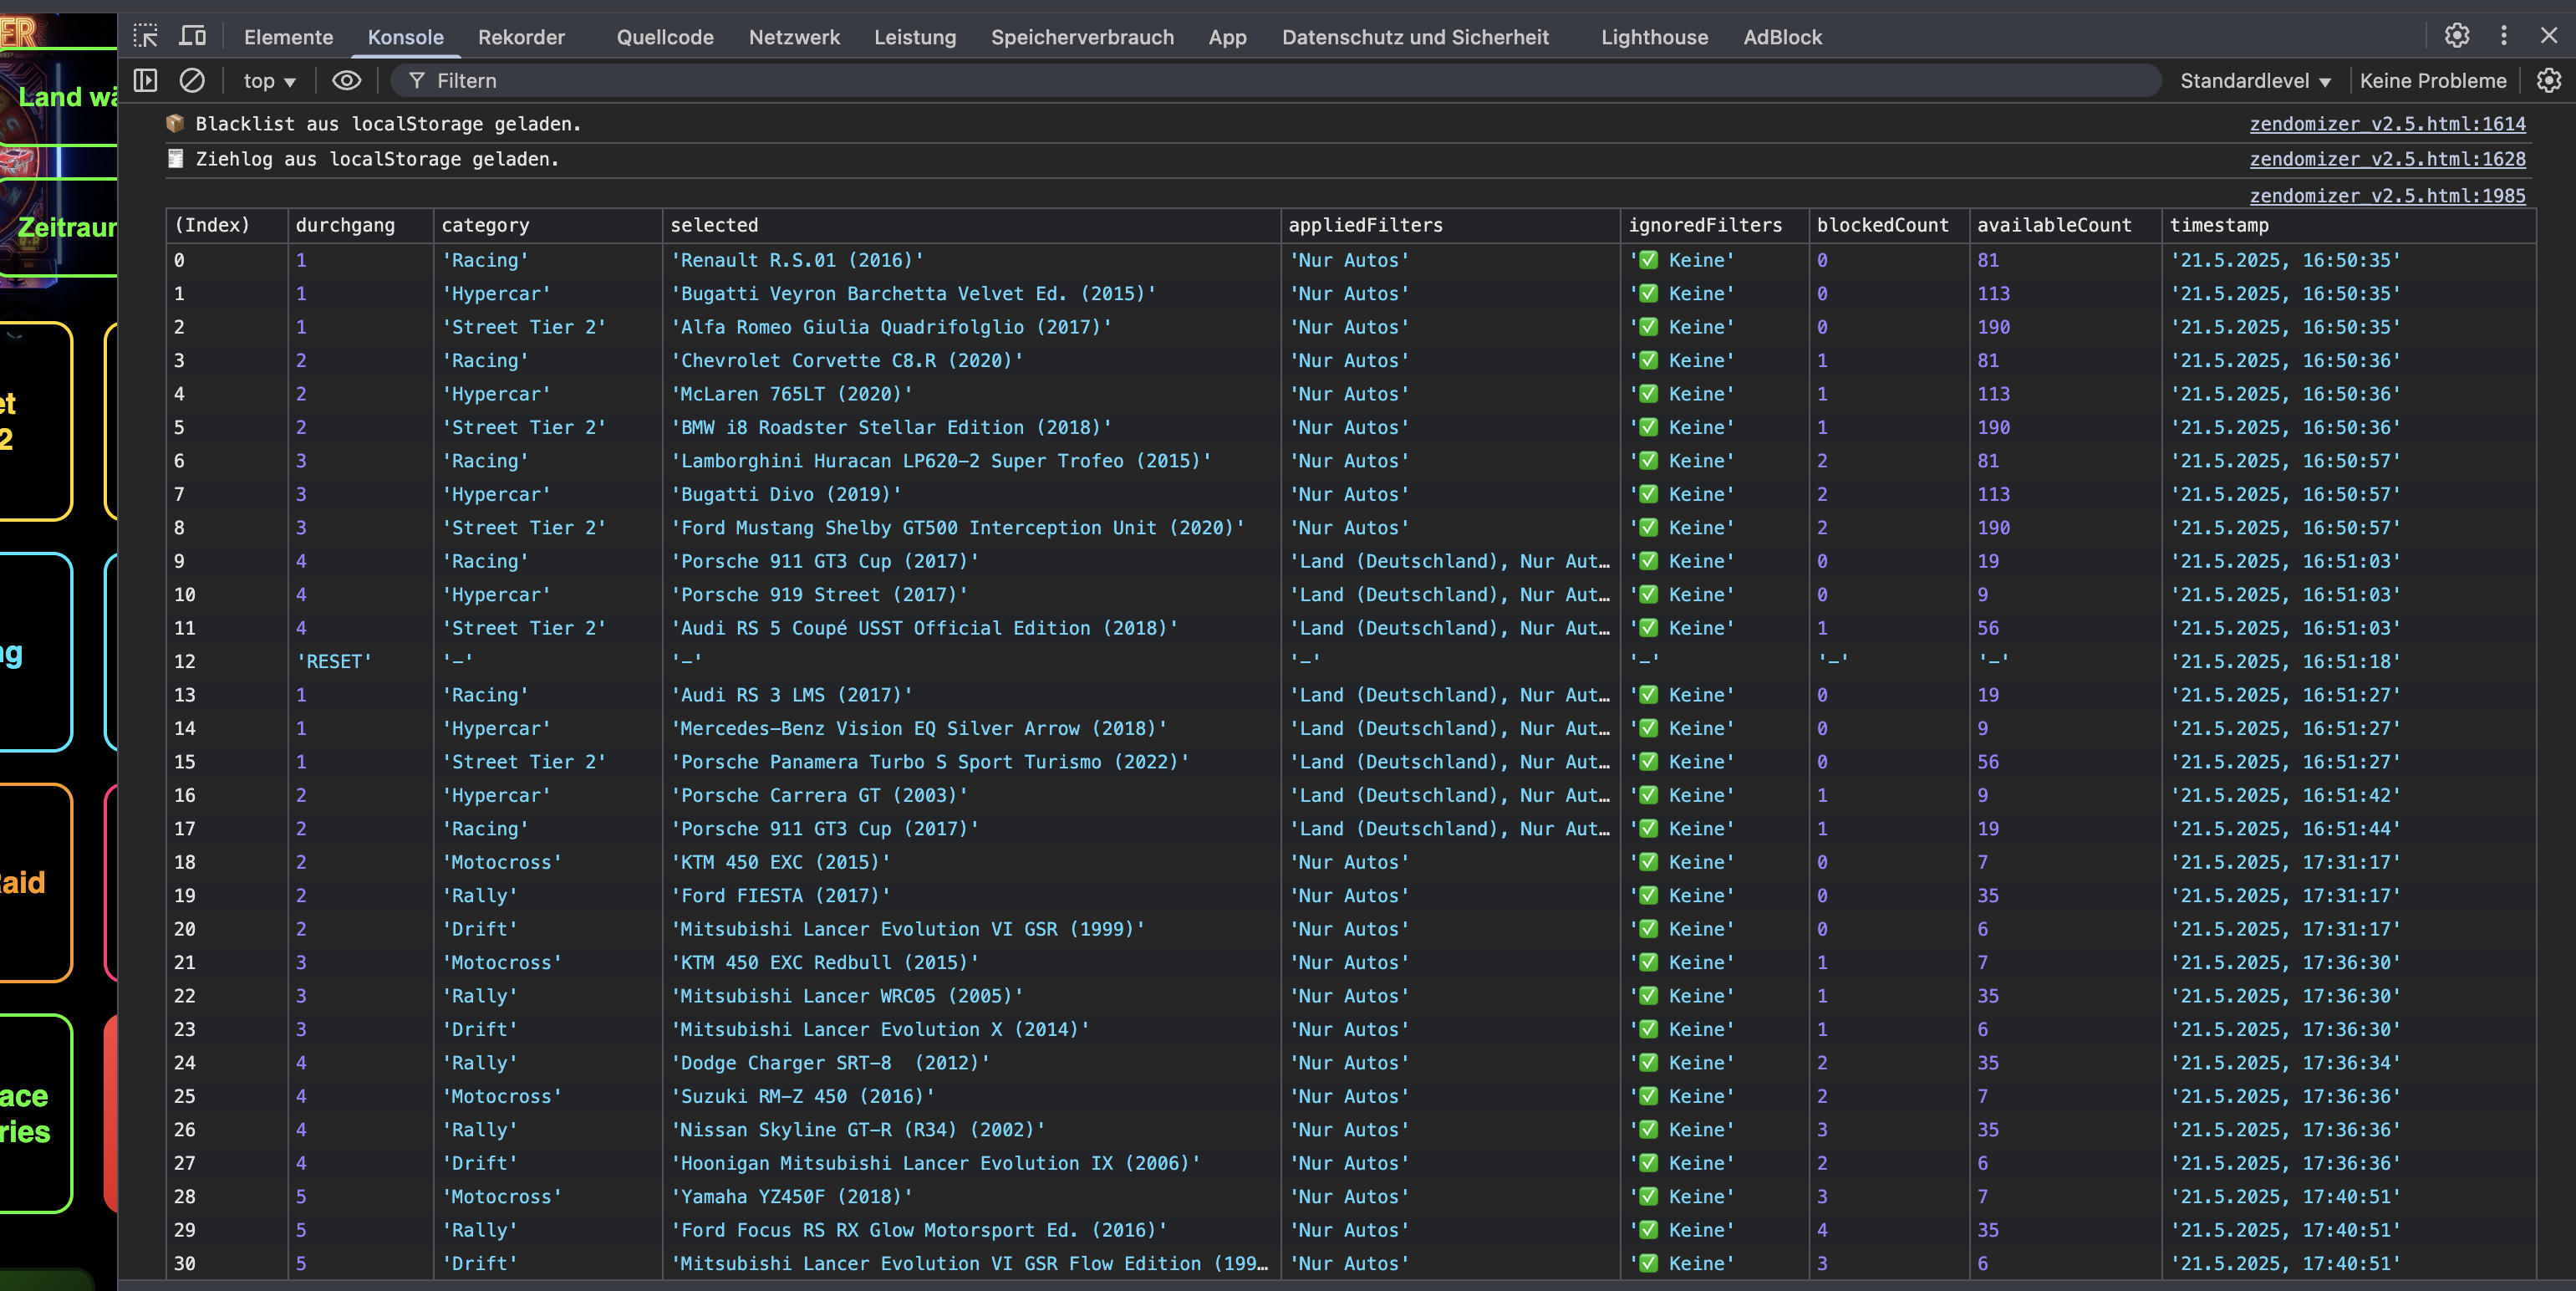 ER
Land wä
Zeitraur
et
2
ng
Raid
ace
ries
Elemente Konsole Rekorder Quellcode Netzwerk Leistung Speicherverbrauch App Datenschutz und Sicherheit Lighthouse AdBlock
top ▼ Filtern Standardlevel ▼ Keine Probleme
📦 Blacklist aus localStorage geladen. zendomizer_v2.5.html:1614
🧾 Ziehlog aus localStorage geladen. zendomizer_v2.5.html:1628
zendomizer_v2.5.html:1985
(Index) durchgang category selected appliedFilters ignoredFilters blockedCount availableCount timestamp
0 1 'Racing' 'Renault R.S.01 (2016)' 'Nur Autos' '✅ Keine' 0 81 '21.5.2025, 16:50:35'
1 1 'Hypercar' 'Bugatti Veyron Barchetta Velvet Ed. (2015)' 'Nur Autos' '✅ Keine' 0 113 '21.5.2025, 16:50:35'
2 1 'Street Tier 2' 'Alfa Romeo Giulia Quadrifolglio (2017)' 'Nur Autos' '✅ Keine' 0 190 '21.5.2025, 16:50:35'
3 2 'Racing' 'Chevrolet Corvette C8.R (2020)' 'Nur Autos' '✅ Keine' 1 81 '21.5.2025, 16:50:36'
4 2 'Hypercar' 'McLaren 765LT (2020)' 'Nur Autos' '✅ Keine' 1 113 '21.5.2025, 16:50:36'
5 2 'Street Tier 2' 'BMW i8 Roadster Stellar Edition (2018)' 'Nur Autos' '✅ Keine' 1 190 '21.5.2025, 16:50:36'
6 3 'Racing' 'Lamborghini Huracan LP620-2 Super Trofeo (2015)' 'Nur Autos' '✅ Keine' 2 81 '21.5.2025, 16:50:57'
7 3 'Hypercar' 'Bugatti Divo (2019)' 'Nur Autos' '✅ Keine' 2 113 '21.5.2025, 16:50:57'
8 3 'Street Tier 2' 'Ford Mustang Shelby GT500 Interception Unit (2020)' 'Nur Autos' '✅ Keine' 2 190 '21.5.2025, 16:50:57'
9 4 'Racing' 'Porsche 911 GT3 Cup (2017)' 'Land (Deutschland), Nur Aut… '✅ Keine' 0 19 '21.5.2025, 16:51:03'
10 4 'Hypercar' 'Porsche 919 Street (2017)' 'Land (Deutschland), Nur Aut… '✅ Keine' 0 9 '21.5.2025, 16:51:03'
11 4 'Street Tier 2' 'Audi RS 5 Coupé USST Official Edition (2018)' 'Land (Deutschland), Nur Aut… '✅ Keine' 1 56 '21.5.2025, 16:51:03'
12 'RESET' '–' '–' '–' '–' '–' '–' '21.5.2025, 16:51:18'
13 1 'Racing' 'Audi RS 3 LMS (2017)' 'Land (Deutschland), Nur Aut… '✅ Keine' 0 19 '21.5.2025, 16:51:27'
14 1 'Hypercar' 'Mercedes-Benz Vision EQ Silver Arrow (2018)' 'Land (Deutschland), Nur Aut… '✅ Keine' 0 9 '21.5.2025, 16:51:27'
15 1 'Street Tier 2' 'Porsche Panamera Turbo S Sport Turismo (2022)' 'Land (Deutschland), Nur Aut… '✅ Keine' 0 56 '21.5.2025, 16:51:27'
16 2 'Hypercar' 'Porsche Carrera GT (2003)' 'Land (Deutschland), Nur Aut… '✅ Keine' 1 9 '21.5.2025, 16:51:42'
17 2 'Racing' 'Porsche 911 GT3 Cup (2017)' 'Land (Deutschland), Nur Aut… '✅ Keine' 1 19 '21.5.2025, 16:51:44'
18 2 'Motocross' 'KTM 450 EXC (2015)' 'Nur Autos' '✅ Keine' 0 7 '21.5.2025, 17:31:17'
19 2 'Rally' 'Ford FIESTA (2017)' 'Nur Autos' '✅ Keine' 0 35 '21.5.2025, 17:31:17'
20 2 'Drift' 'Mitsubishi Lancer Evolution VI GSR (1999)' 'Nur Autos' '✅ Keine' 0 6 '21.5.2025, 17:31:17'
21 3 'Motocross' 'KTM 450 EXC Redbull (2015)' 'Nur Autos' '✅ Keine' 1 7 '21.5.2025, 17:36:30'
22 3 'Rally' 'Mitsubishi Lancer WRC05 (2005)' 'Nur Autos' '✅ Keine' 1 35 '21.5.2025, 17:36:30'
23 3 'Drift' 'Mitsubishi Lancer Evolution X (2014)' 'Nur Autos' '✅ Keine' 1 6 '21.5.2025, 17:36:30'
24 4 'Rally' 'Dodge Charger SRT-8  (2012)' 'Nur Autos' '✅ Keine' 2 35 '21.5.2025, 17:36:34'
25 4 'Motocross' 'Suzuki RM-Z 450 (2016)' 'Nur Autos' '✅ Keine' 2 7 '21.5.2025, 17:36:36'
26 4 'Rally' 'Nissan Skyline GT-R (R34) (2002)' 'Nur Autos' '✅ Keine' 3 35 '21.5.2025, 17:36:36'
27 4 'Drift' 'Hoonigan Mitsubishi Lancer Evolution IX (2006)' 'Nur Autos' '✅ Keine' 2 6 '21.5.2025, 17:36:36'
28 5 'Motocross' 'Yamaha YZ450F (2018)' 'Nur Autos' '✅ Keine' 3 7 '21.5.2025, 17:40:51'
29 5 'Rally' 'Ford Focus RS RX Glow Motorsport Ed. (2016)' 'Nur Autos' '✅ Keine' 4 35 '21.5.2025, 17:40:51'
30 5 'Drift' 'Mitsubishi Lancer Evolution VI GSR Flow Edition (199… 'Nur Autos' '✅ Keine' 3 6 '21.5.2025, 17:40:51'